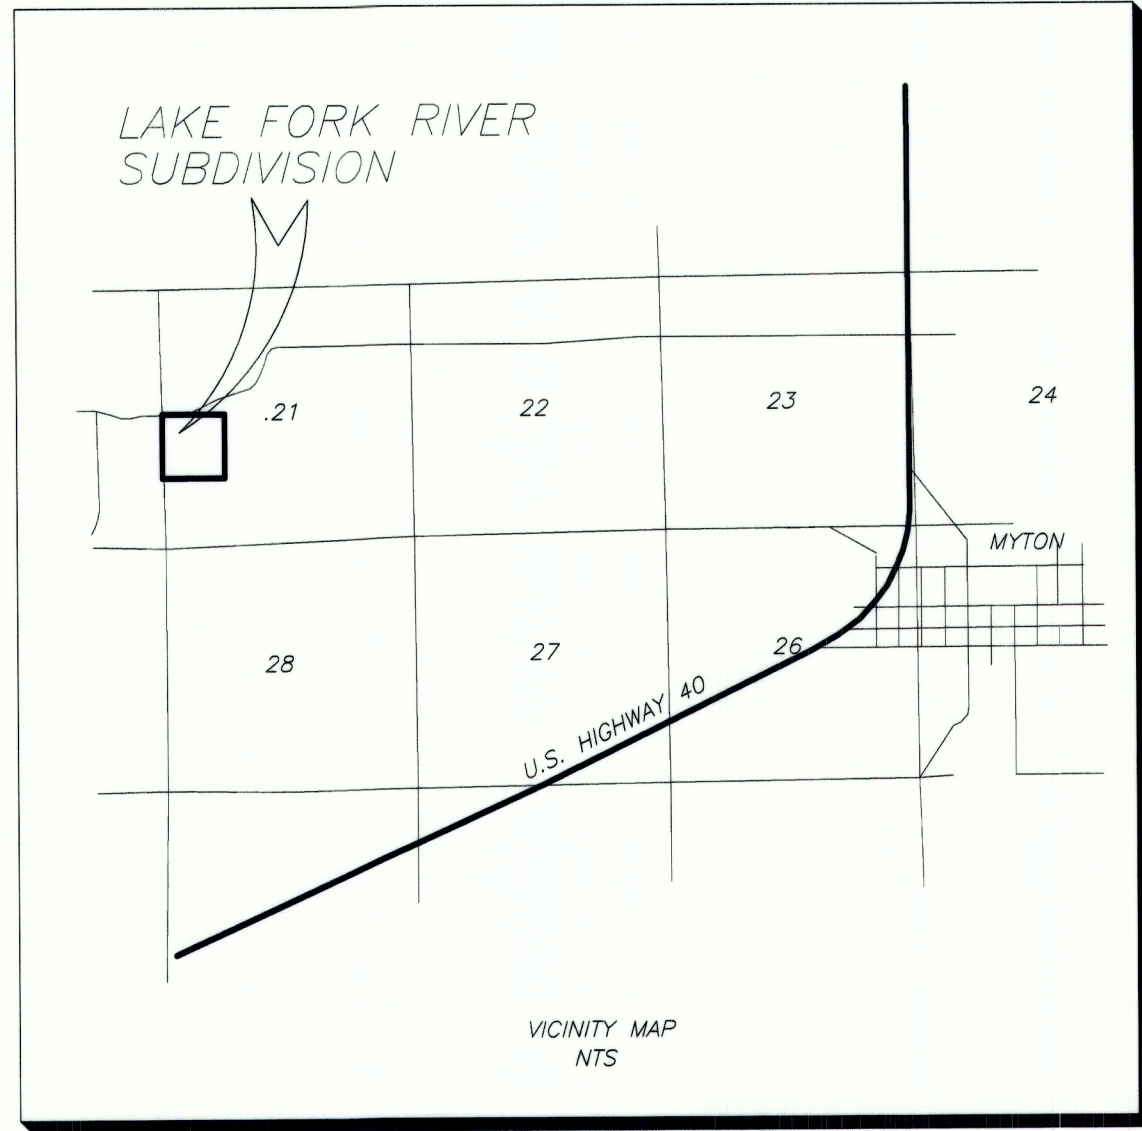 LAKE FORK RIVER
SUBDIVISION
.21
22
23
24
MYTON
28
27
26
U.S. HIGHWAY 40
VICINITY MAP
NTS